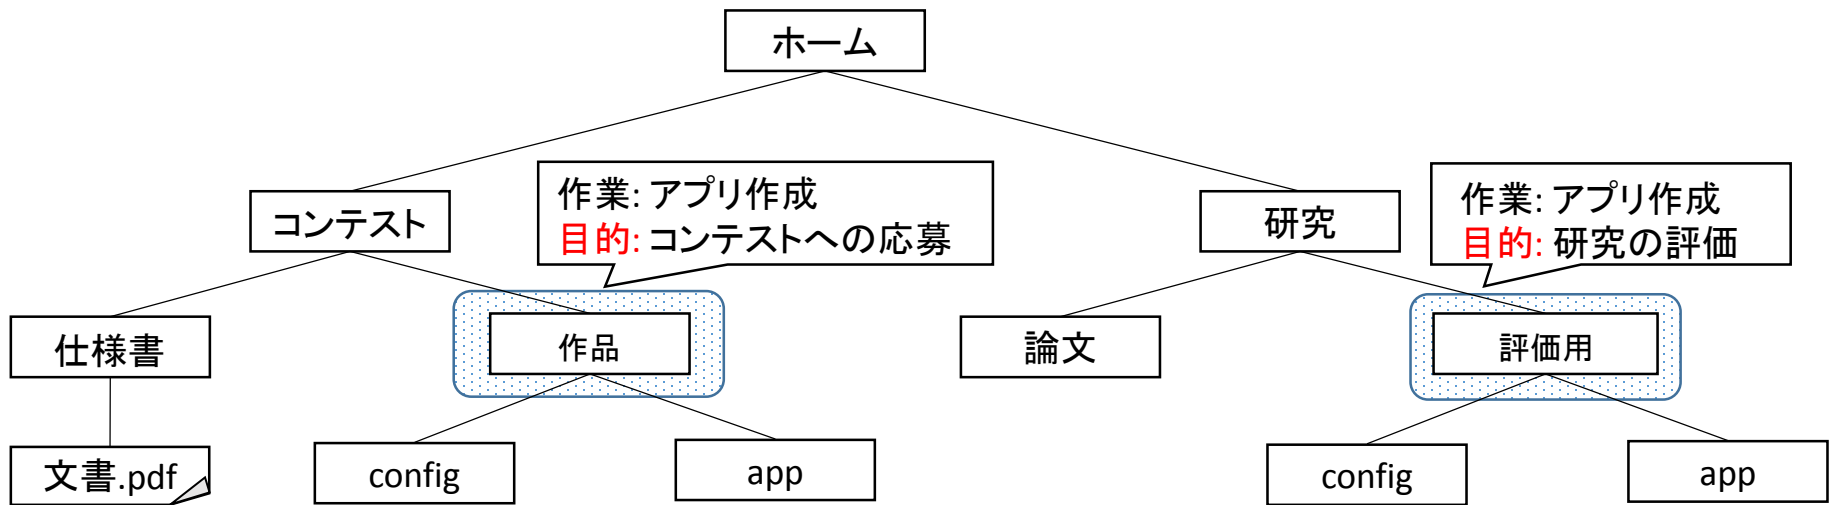 ホーム
作業: アプリ作成
目的: コンテストへの応募
作業: アプリ作成
目的: 研究の評価
コンテスト
研究
仕様書
作品
論文
評価用
文書.pdf
config
app
config
app